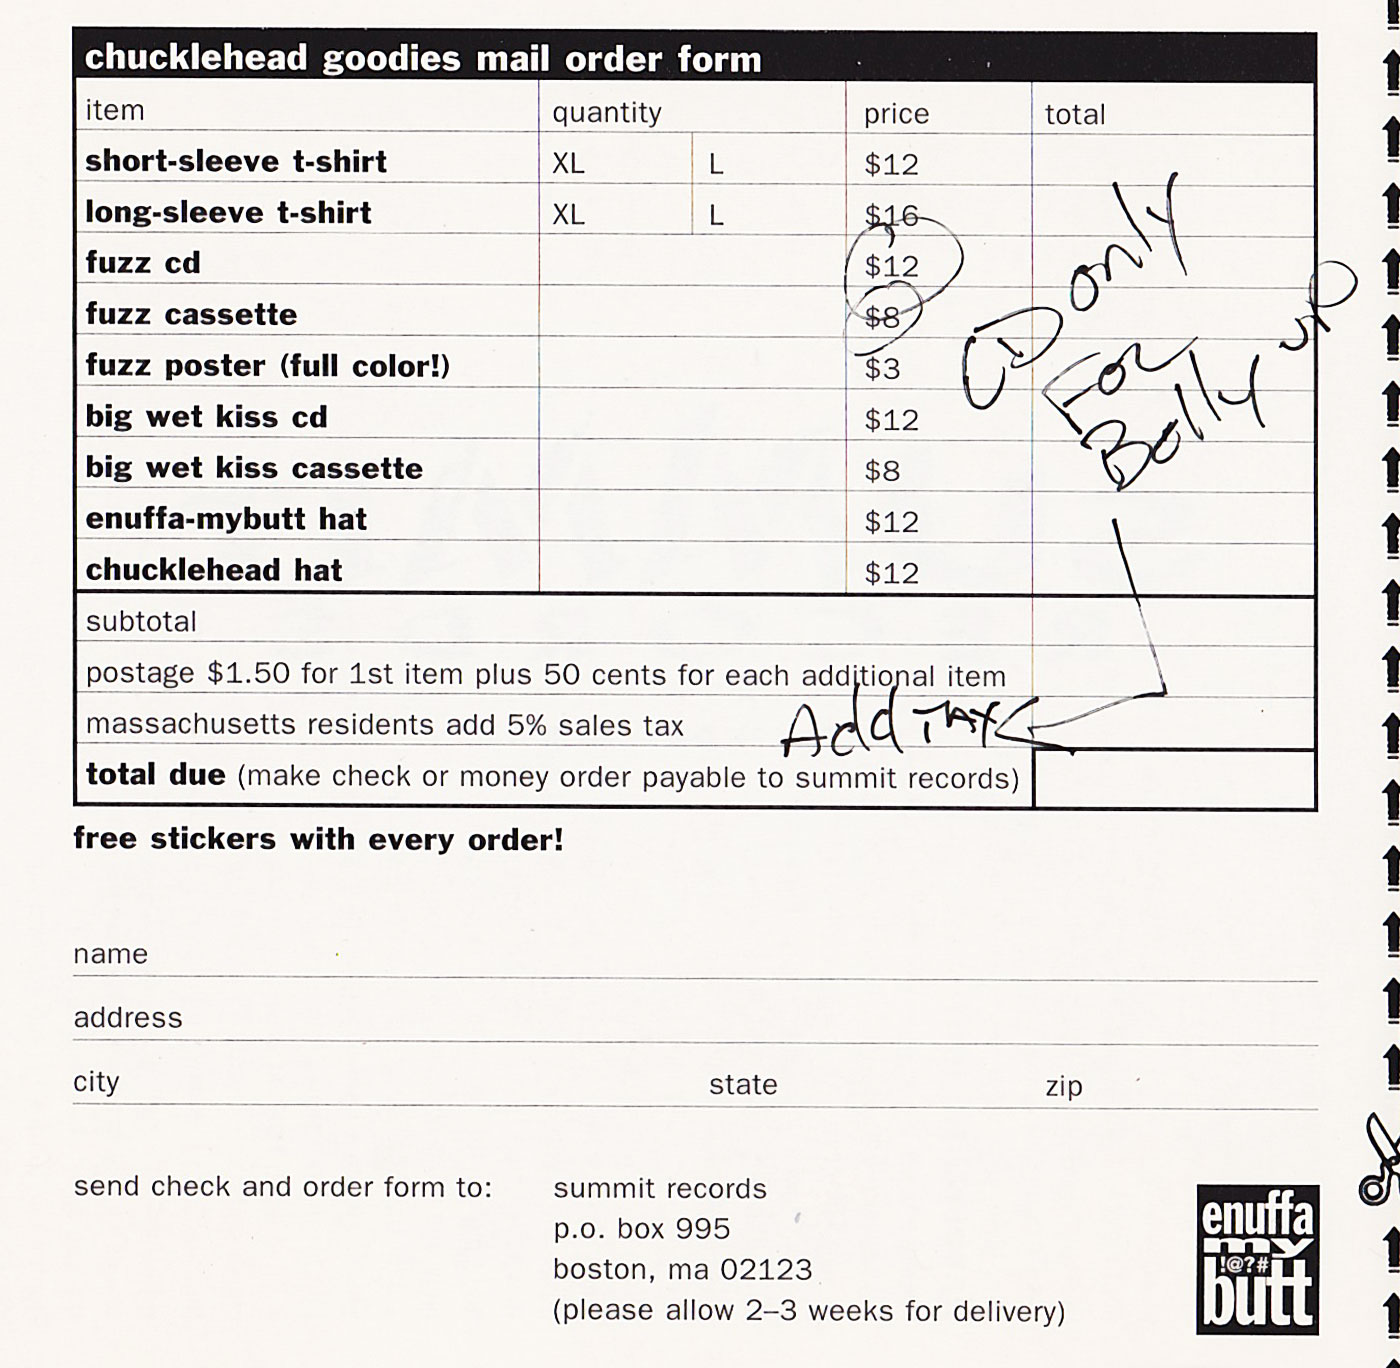 chucklehead goodies mail order form
item quantity price total
short-sleeve t-shirt XL L $12
long-sleeve t-shirt XL L $16
fuzz cd $12
fuzz cassette $8
fuzz poster (full color!) $3
big wet kiss cd $12
big wet kiss cassette $8
enuffa-mybutt hat $12
chucklehead hat $12
CD only
For
Bolly up
subtotal
postage $1.50 for 1st item plus 50 cents for each additional item
massachusetts residents add 5% sales tax Add TAX
total due (make check or money order payable to summit records)
free stickers with every order!
name
address
city state zip
send check and order form to: summit records
p.o. box 995
boston, ma 02123
(please allow 2–3 weeks for delivery)
enuffa
my
!@?#
butt